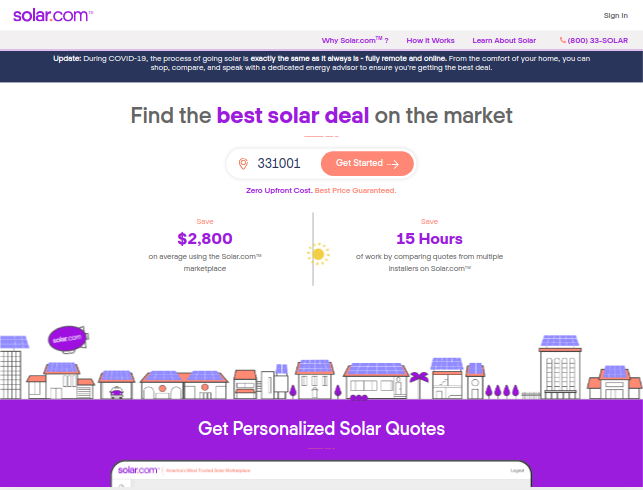 solar.com™
Sign In
Why Solar.com™ ?
How it Works
Learn About Solar
(800) 33-SOLAR
Update: During COVID-19, the process of going solar is exactly the same as it always is - fully remote and online. From the comfort of your home, you can
shop, compare, and speak with a dedicated energy advisor to ensure you're getting the best deal.
Find the best solar deal on the market
331001
Get Started
Zero Upfront Cost. Best Price Guaranteed.
Save
$2,800
on average using the Solar.com™
marketplace
Save
15 Hours
of work by comparing quotes from multiple
installers on Solar.com™
solar.com
Get Personalized Solar Quotes
solar.com
America's Most Trusted Solar Marketplace
Logout